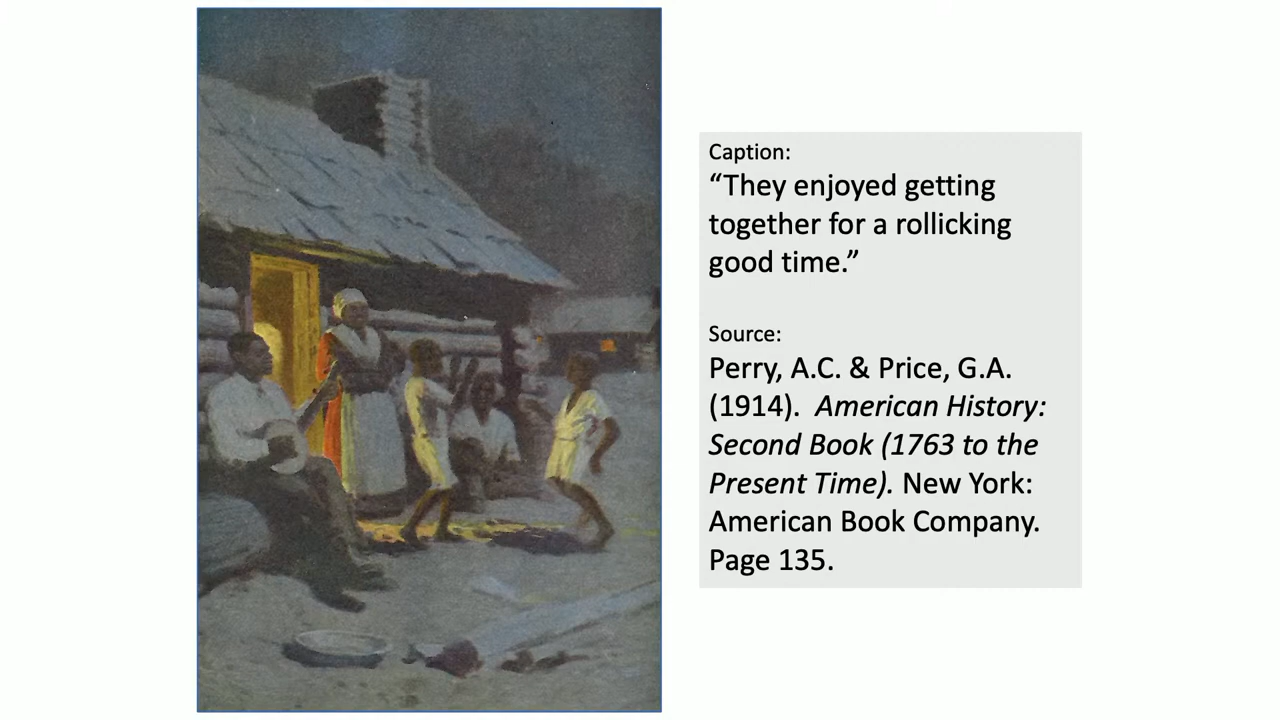 Caption:
“They enjoyed getting
together for a rollicking
good time.”
Source:
Perry, A.C. & Price, G.A.
(1914). American History:
Second Book (1763 to the
Present Time). New York:
American Book Company.
Page 135.